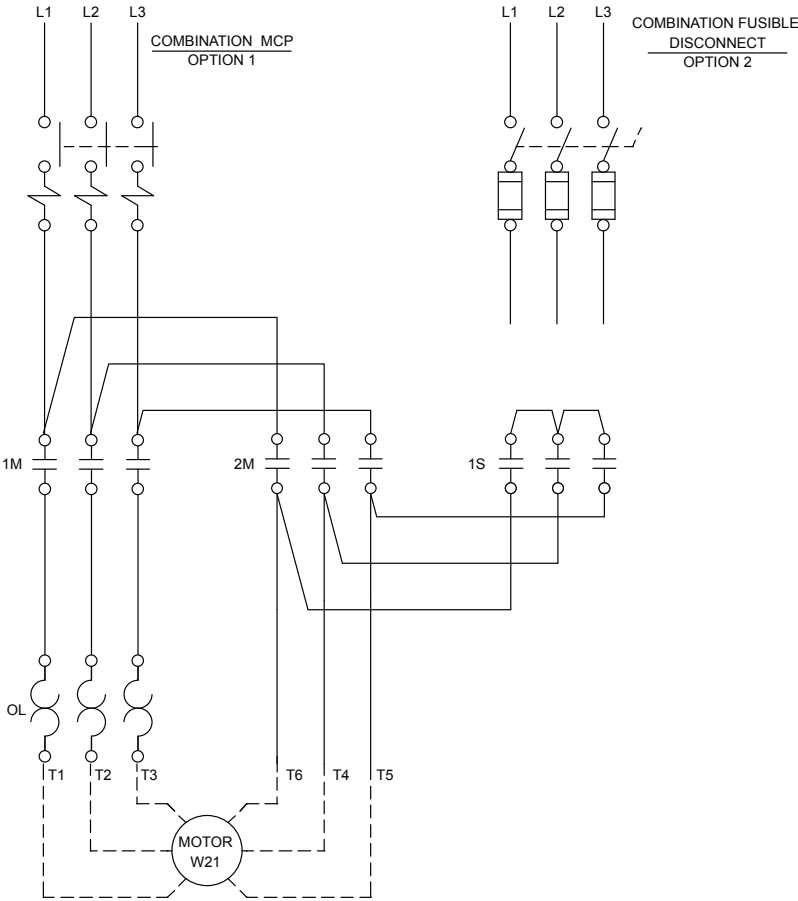 L1 L2 L3
COMBINATION MCP
OPTION 1
L1 L2 L3
COMBINATION FUSIBLE
DISCONNECT
OPTION 2
1M
2M
1S
OL
T1 T2 T3 T6 T4 T5
MOTOR
W21